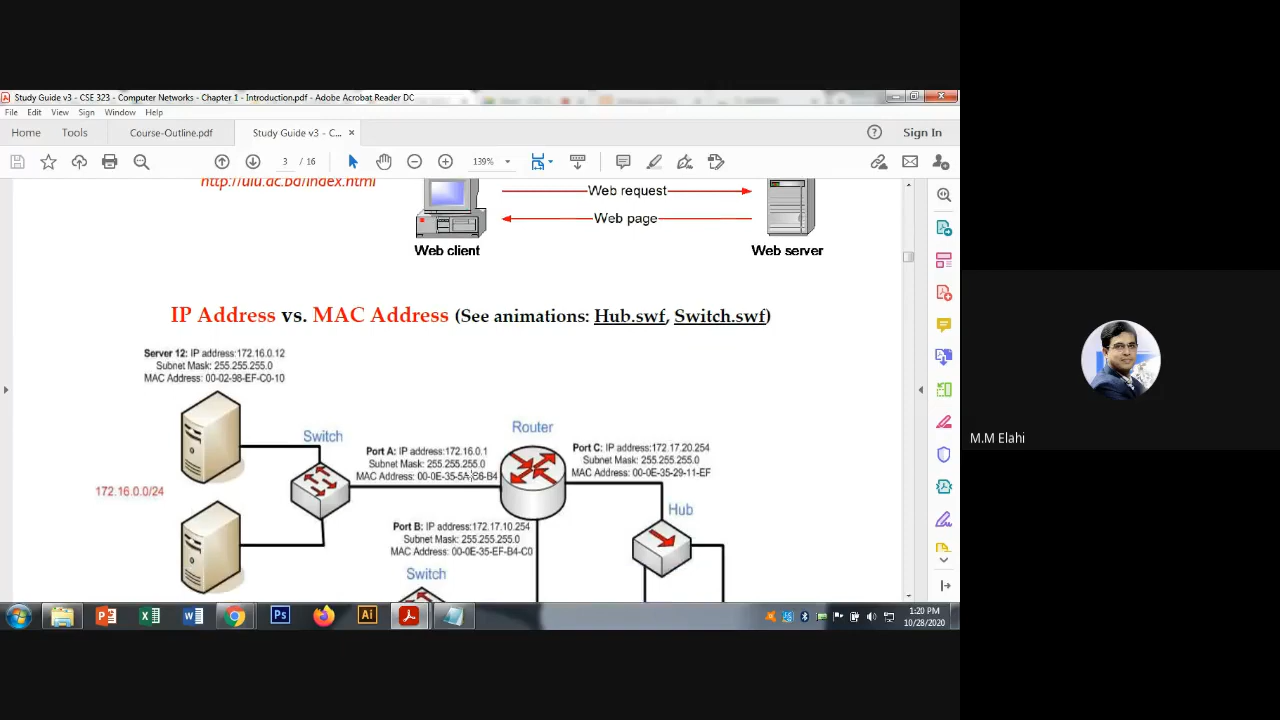 Study Guide v3 - CSE 323 - Computer Networks - Chapter 1 - Introduction.pdf - Adobe Acrobat Reader DC
File Edit View Sign Window Help
Home Tools Course-Outline.pdf Study Guide v3 - C... × Sign In
3 / 16 139%
http://uiu.ac.bd/index.html
Web request
Web page
Web client Web server
IP Address vs. MAC Address (See animations: Hub.swf, Switch.swf)
Server 12: IP address:172.16.0.12
Subnet Mask: 255.255.255.0
MAC Address: 00-02-98-EF-C0-10
Switch
Router
Port A: IP address:172.16.0.1
Subnet Mask: 255.255.255.0
MAC Address: 00-0E-35-5A-C6-B4
Port C: IP address:172.17.20.254
Subnet Mask: 255.255.255.0
MAC Address: 00-0E-35-29-11-EF
172.16.0.0/24
Hub
Port B: IP address:172.17.10.254
Subnet Mask: 255.255.255.0
MAC Address: 00-0E-35-EF-B4-C0
Switch
M.M Elahi
1:20 PM
10/28/2020